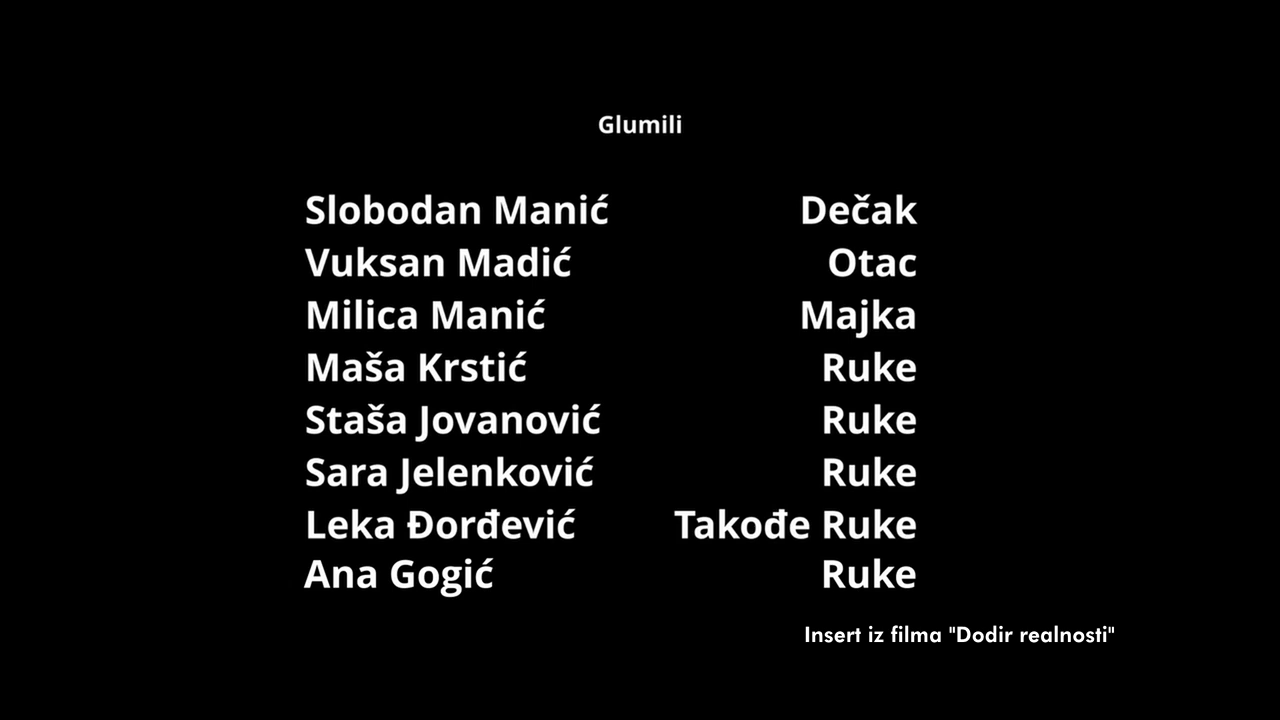 Glumili
Slobodan Manić Dečak
Vuksan Madić Otac
Milica Manić Majka
Maša Krstić Ruke
Staša Jovanović Ruke
Sara Jelenković Ruke
Leka Đorđević Takođe Ruke
Ana Gogić Ruke
Insert iz filma "Dodir realnosti"